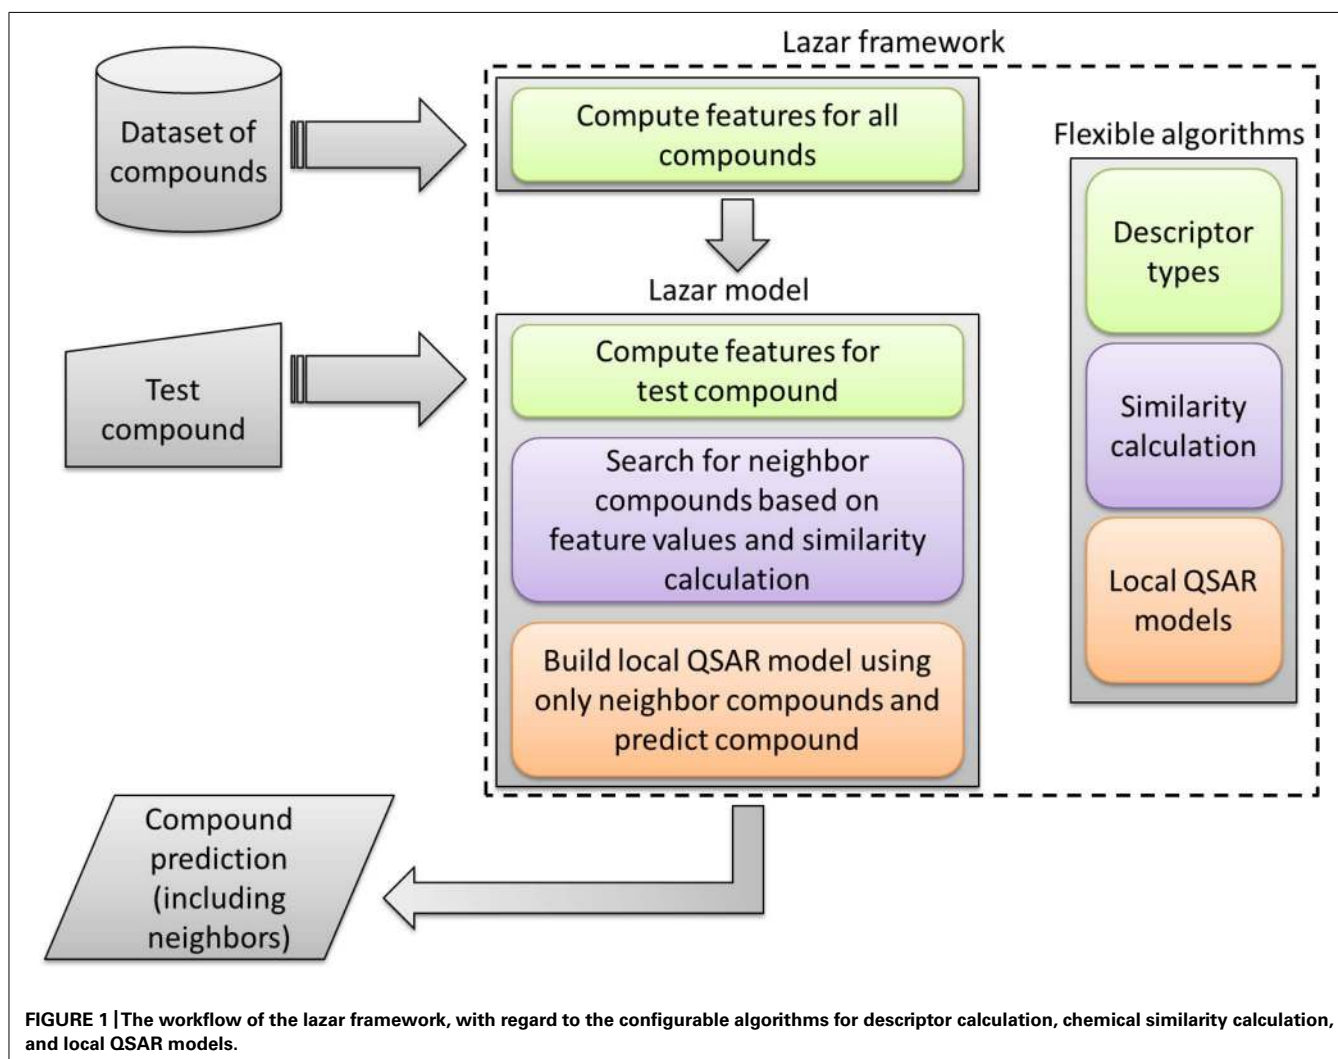 Lazar framework
Dataset of
compounds
Compute features for all
compounds
Flexible algorithms
Descriptor
types
Similarity
calculation
Local QSAR
models
Lazar model
Test
compound
Compute features for
test compound
Search for neighbor
compounds based on
feature values and similarity
calculation
Build local QSAR model using
only neighbor compounds and
predict compound
Compound
prediction
(including
neighbors)
FIGURE 1 | The workflow of the lazar framework, with regard to the configurable algorithms for descriptor calculation, chemical similarity calculation,
and local QSAR models.